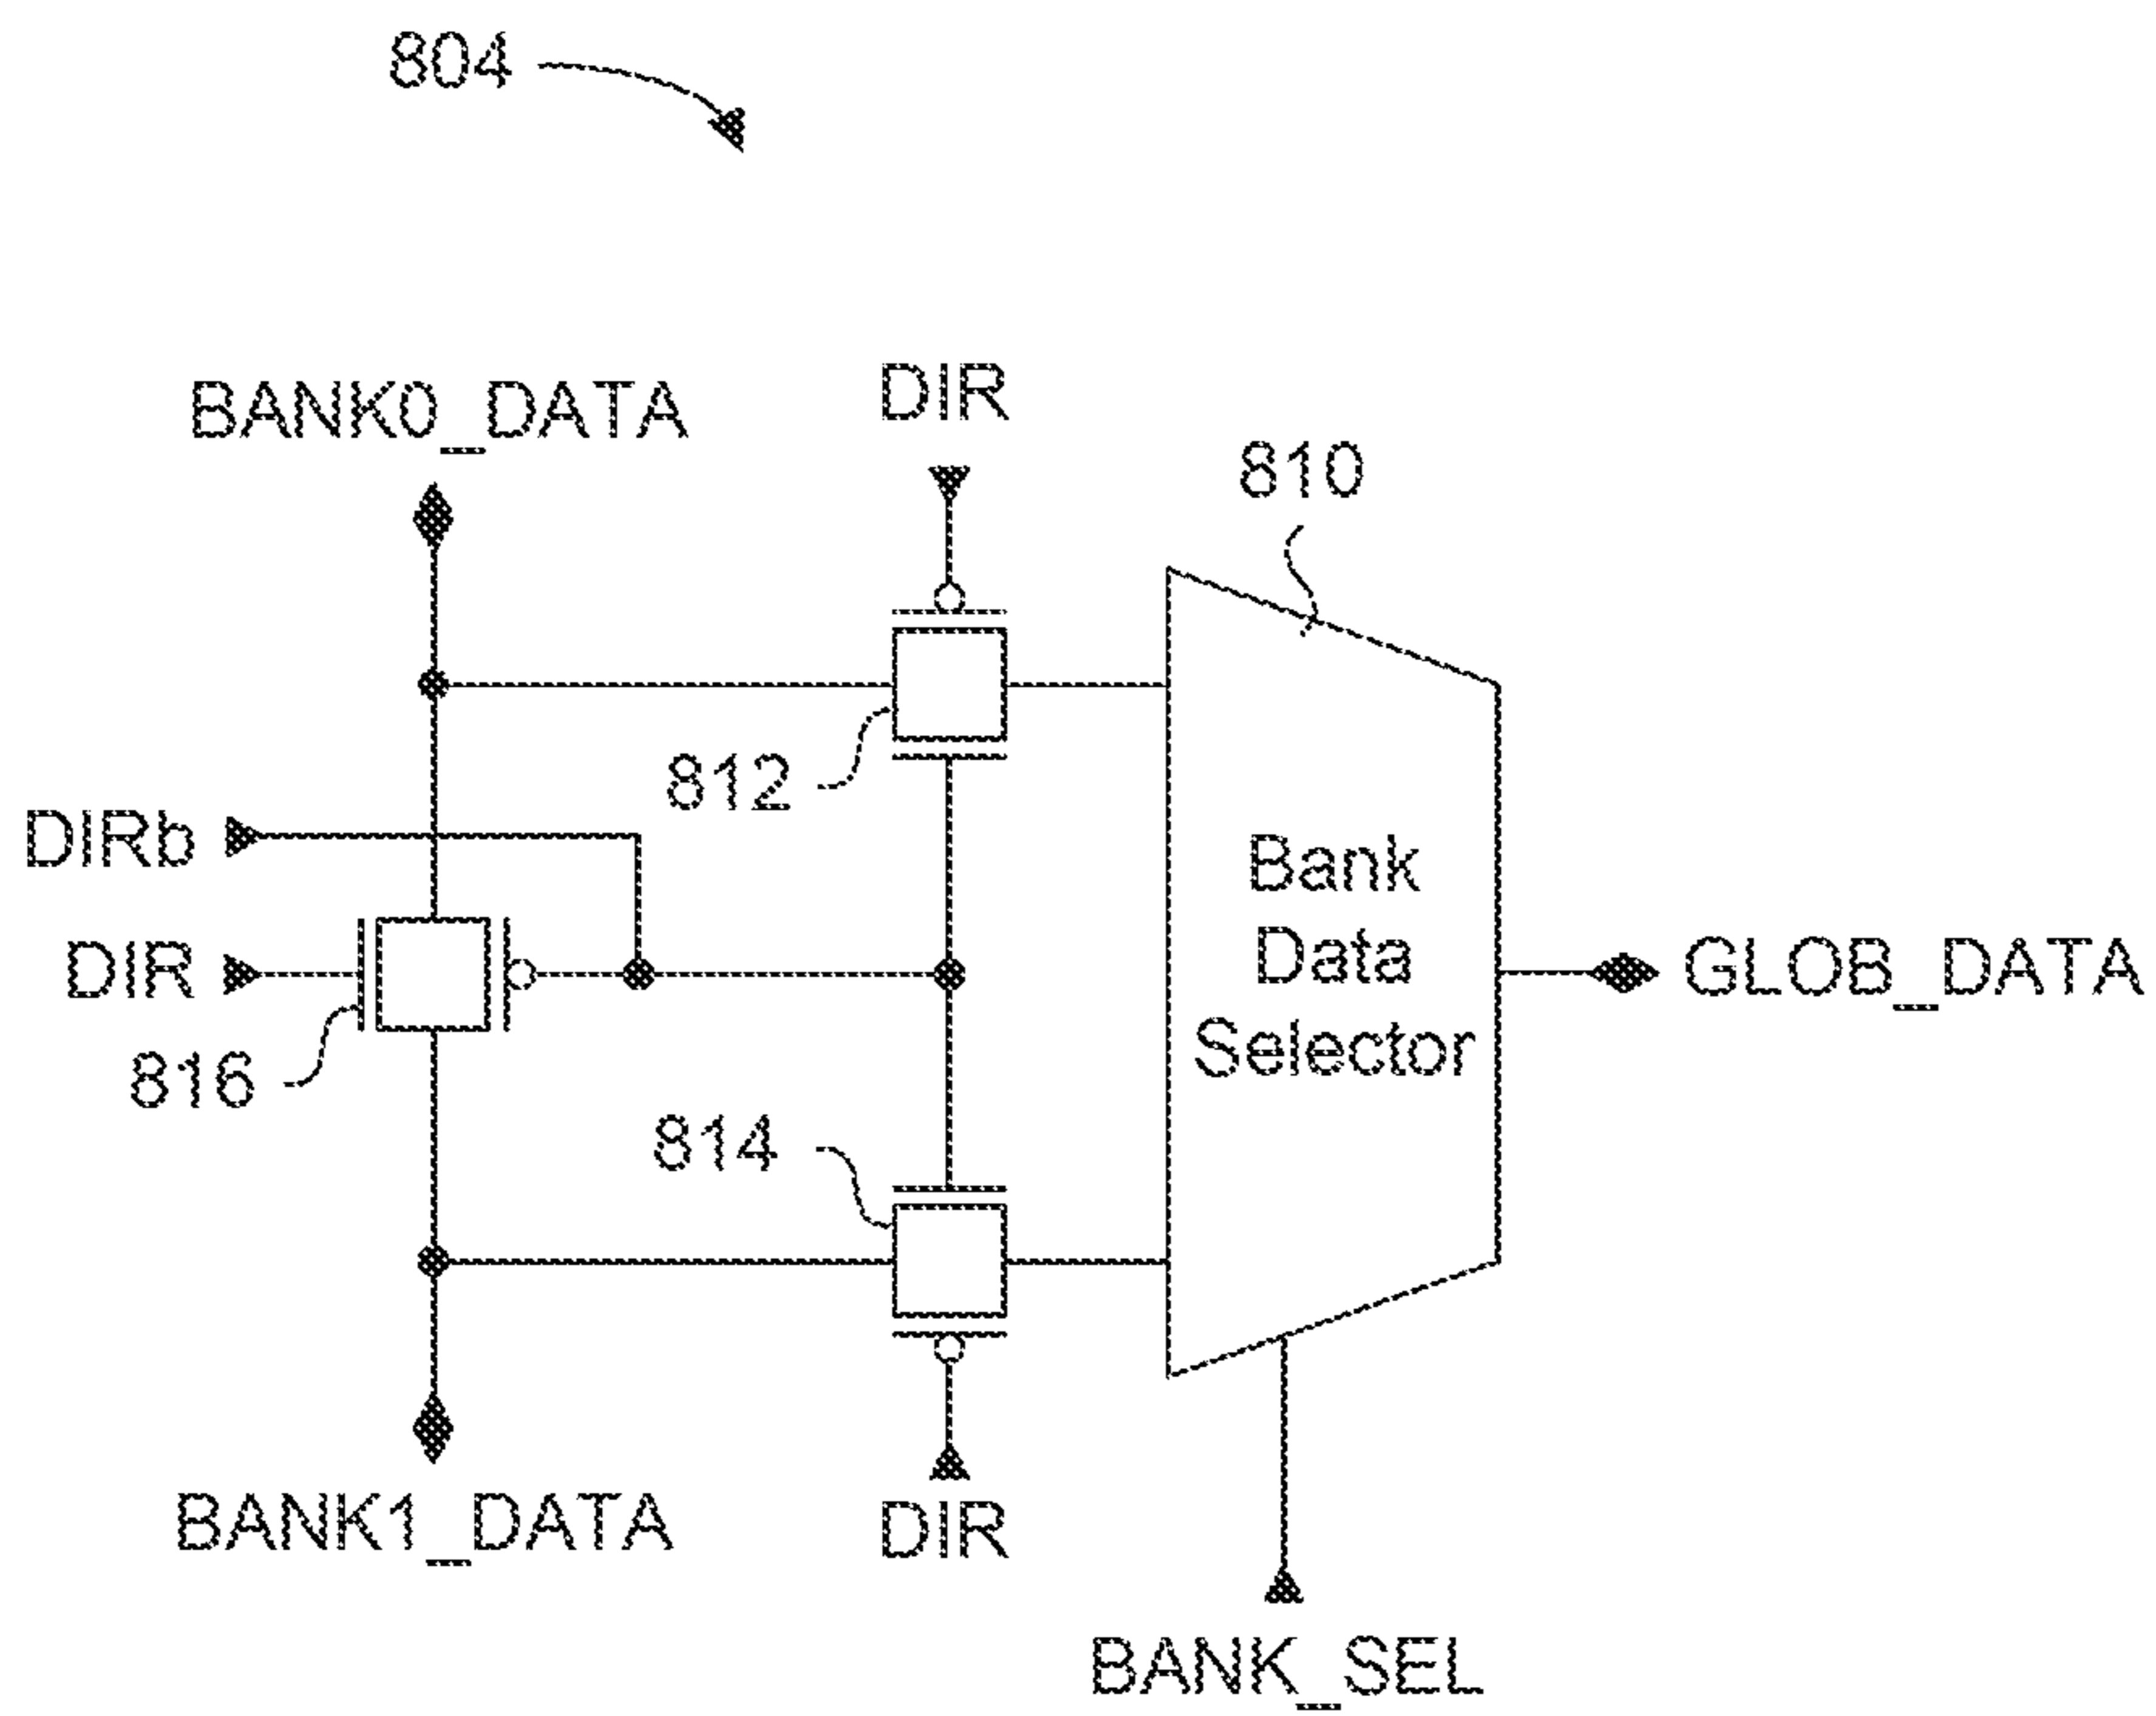 804
BANK0_DATA
DIR
810
812
DIRb
DIR
816
814
Bank
Data
Selector
GLOB_DATA
BANK1_DATA
DIR
BANK_SEL